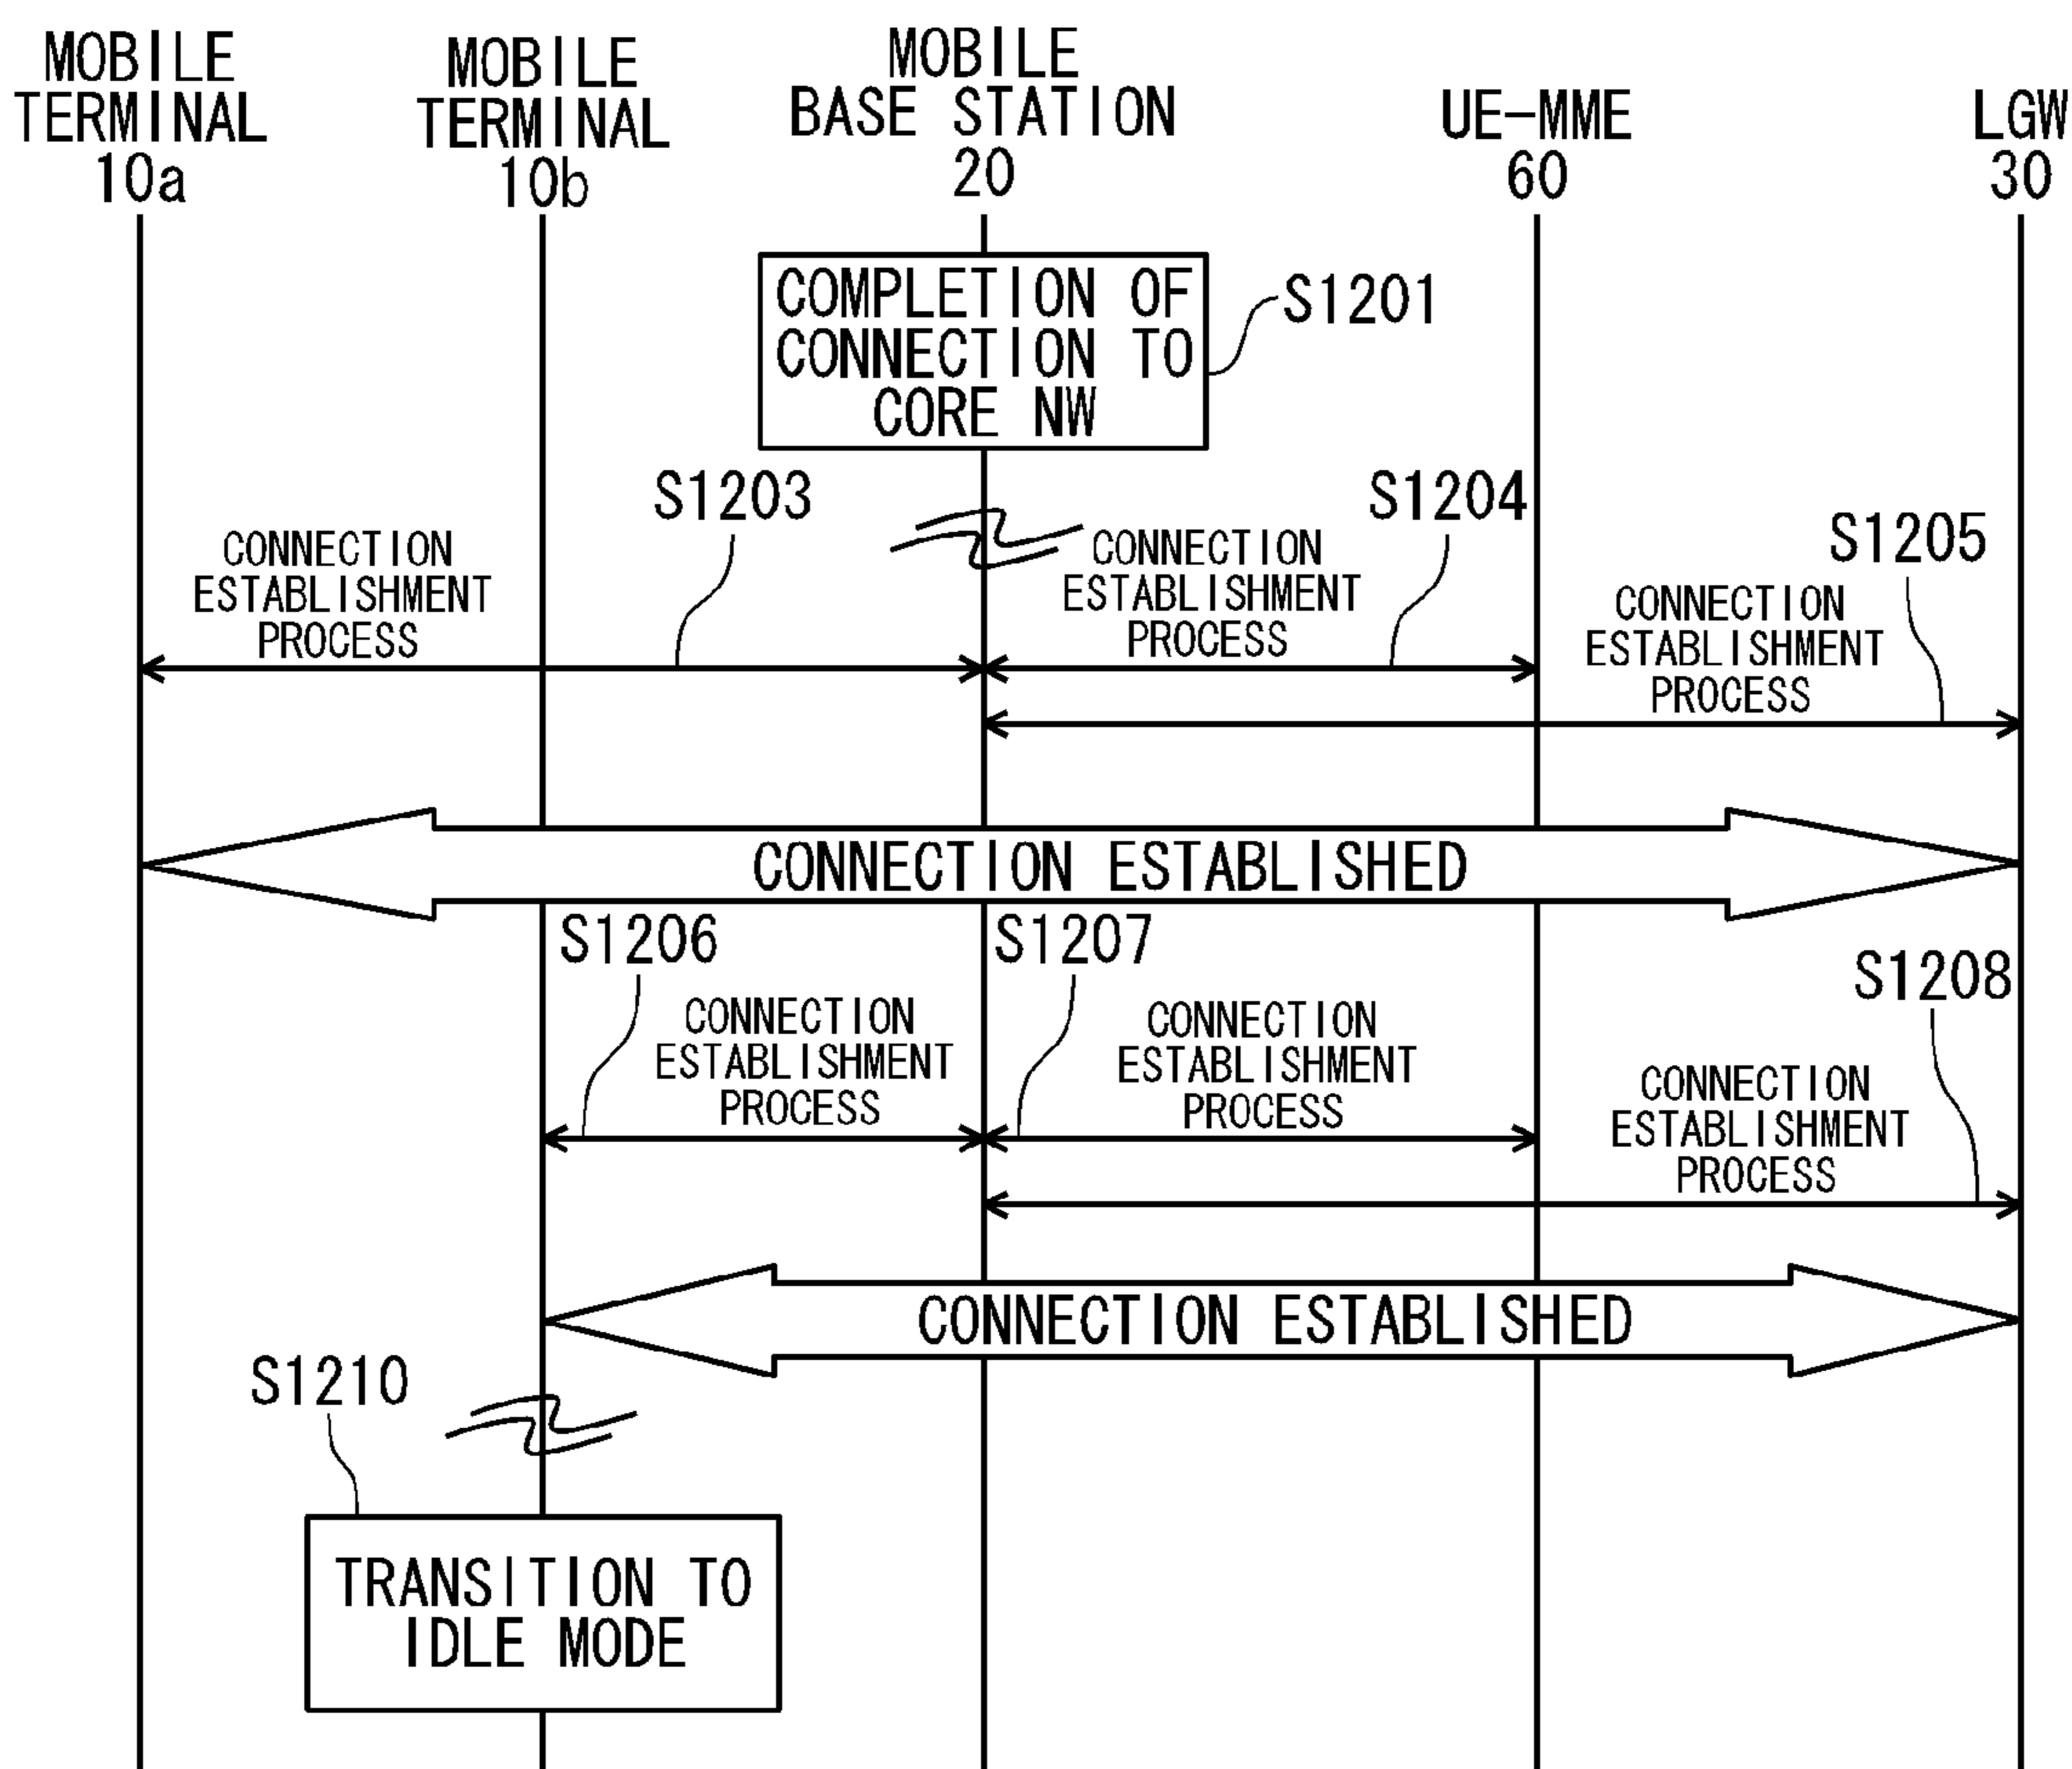 MOBILE
TERMINAL
10a
MOBILE
TERMINAL
10b
MOBILE
BASE STATION
20
UE-MME
60
LGW
30
COMPLETION OF
CONNECTION TO
CORE NW
S1201
S1203
CONNECTION
ESTABLISHMENT
PROCESS
S1204
CONNECTION
ESTABLISHMENT
PROCESS
S1205
CONNECTION
ESTABLISHMENT
PROCESS
CONNECTION ESTABLISHED
S1206
CONNECTION
ESTABLISHMENT
PROCESS
S1207
CONNECTION
ESTABLISHMENT
PROCESS
S1208
CONNECTION
ESTABLISHMENT
PROCESS
CONNECTION ESTABLISHED
S1210
TRANSITION TO
IDLE MODE